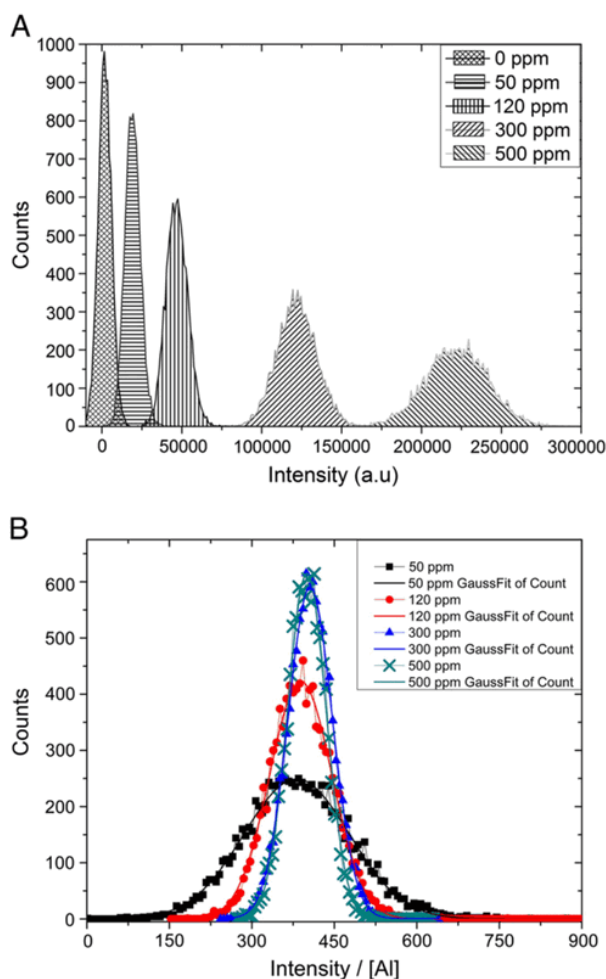 A
1000
900
800
700
600
500
400
300
200
100
0
Counts
0 ppm
50 ppm
120 ppm
300 ppm
500 ppm
0 50000 100000 150000 200000 250000 300000
Intensity (a.u)
B
600
500
400
300
200
100
0
Counts
50 ppm
50 ppm GaussFit of Count
120 ppm
120 ppm GaussFit of Count
300 ppm
300 ppm GaussFit of Count
500 ppm
500 ppm GaussFit of Count
0 150 300 450 600 750 900
Intensity / [Al]